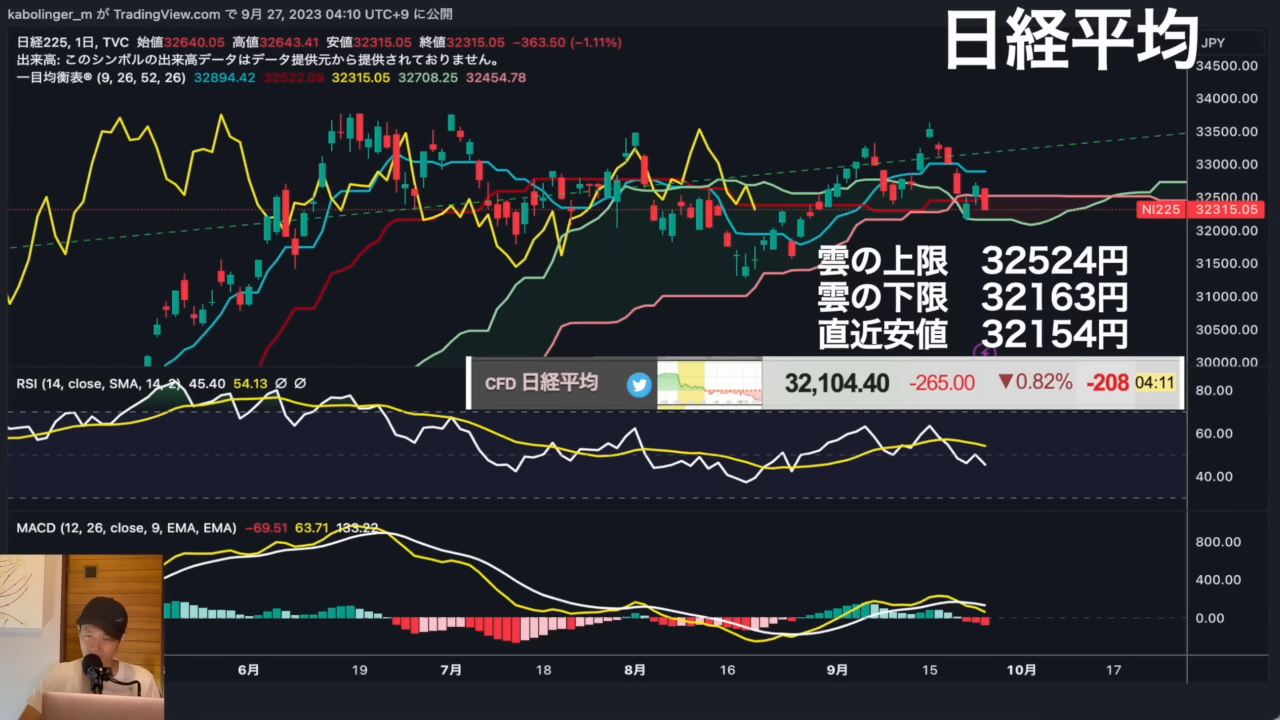 kabolinger_m が TradingView.com で 9月 27, 2023 04:10 UTC+9 に公開
日経平均
JPY
日経225, 1日, TVC 始値32640.05 高値32643.41 安値32315.05 終値32315.05 −363.50 (−1.11%)
出来高: このシンボルの出来高データはデータ提供元から提供されておりません。
一目均衡表® (9, 26, 52, 26) 32894.42 32522.09 32315.05 32708.25 32454.78
34500.00
34000.00
33500.00
33000.00
32500.00
NI225 32315.05
32000.00
31500.00
31000.00
30500.00
30000.00
雲の上限 32524円
雲の下限 32163円
直近安値 32154円
CFD 日経平均 32,104.40 -265.00 ▼0.82% -208 04:11
RSI (14, close, SMA, 14, 2) 45.40 54.13 ∅ ∅
80.00
60.00
40.00
MACD (12, 26, close, 9, EMA, EMA) −69.51 63.71 133.22
800.00
400.00
0.00
6月 19 7月 18 8月 16 9月 15 10月 17